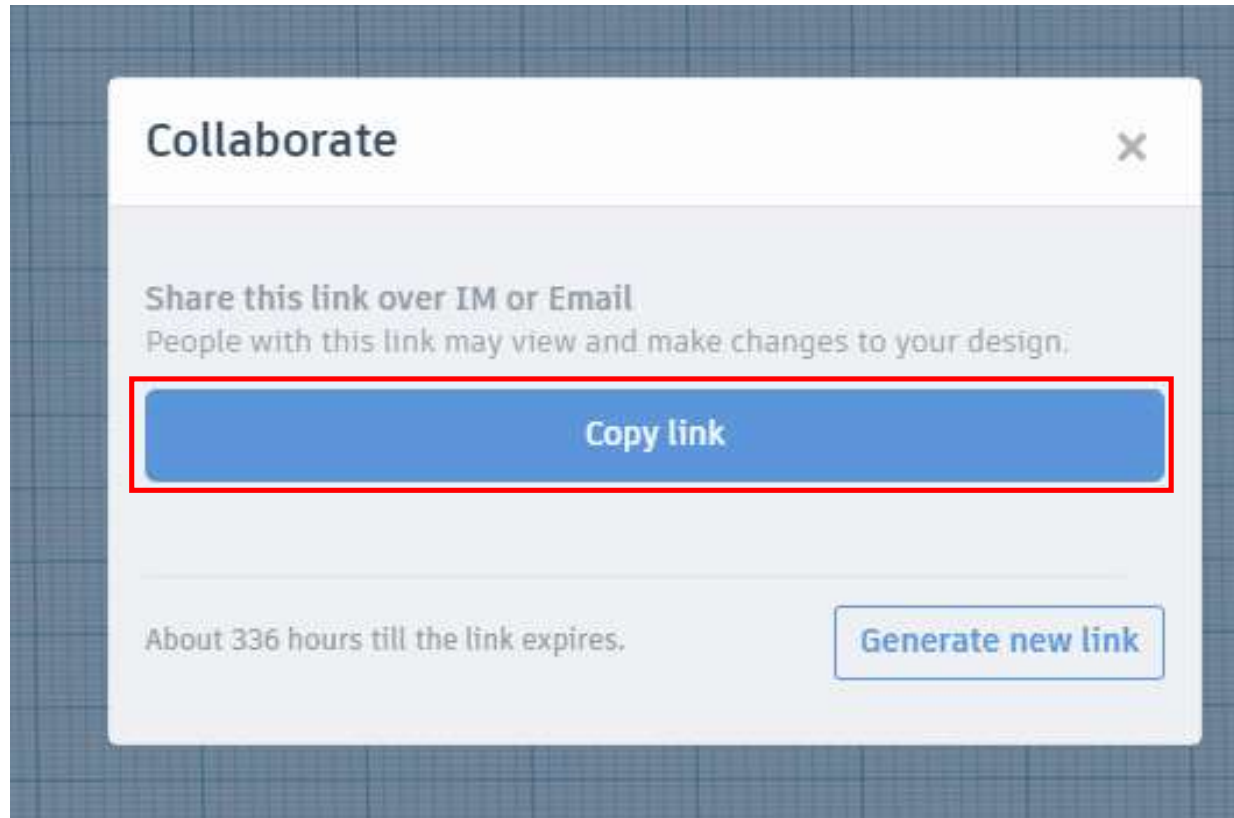 Collaborate
Share this link over IM or Email
People with this link may view and make changes to your design.
Copy link
About 336 hours till the link expires.
Generate new link